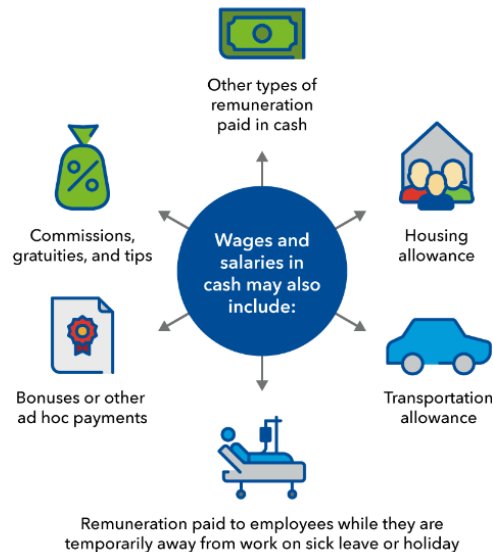 Other types of
remuneration
paid in cash
Commissions,
gratuities, and tips
Wages and
salaries in
cash may also
include:
Housing
allowance
Bonuses or other
ad hoc payments
Transportation
allowance
Remuneration paid to employees while they are
temporarily away from work on sick leave or holiday